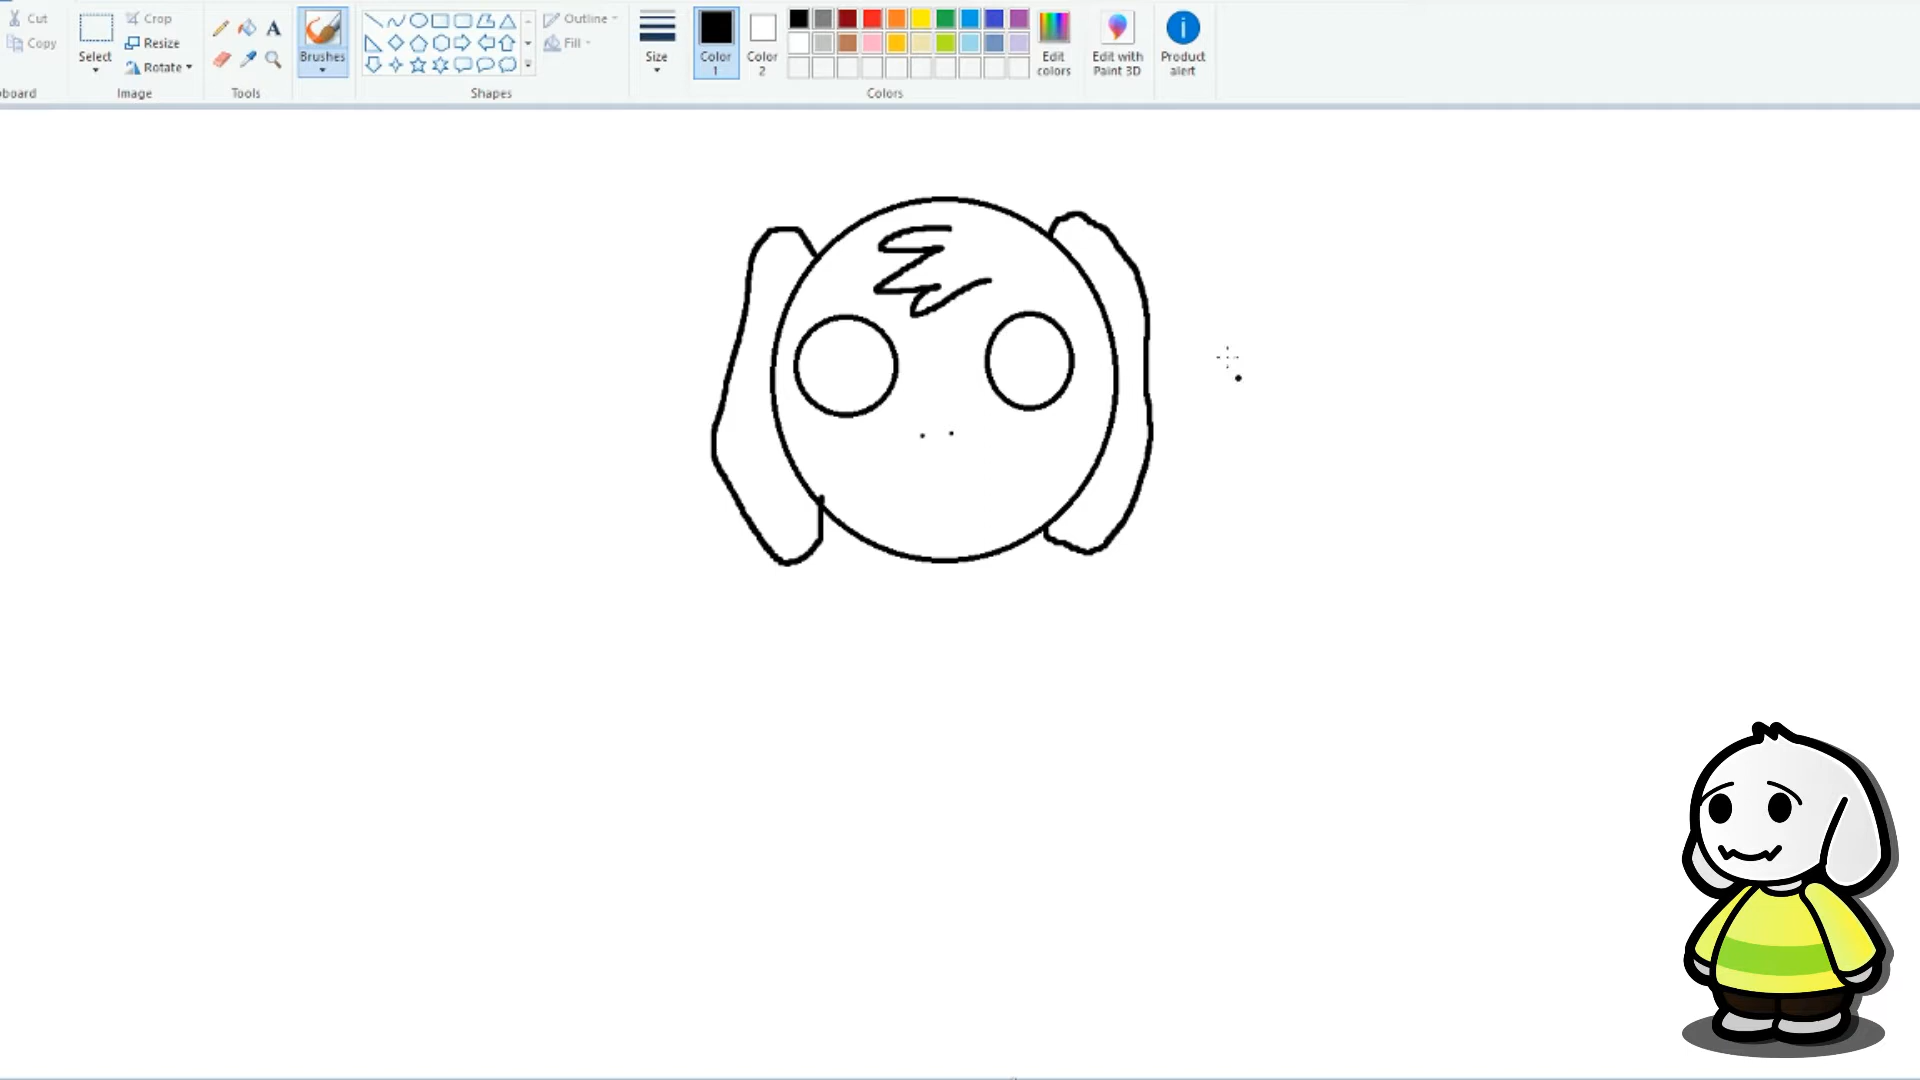 Cut
Copy
Select
Crop
Resize
Rotate
A
Brushes
Outline
Fill
Size
Color
1
Color
2
Edit
colors
Edit with
Paint 3D
Product
alert
board
Image
Tools
Shapes
Colors